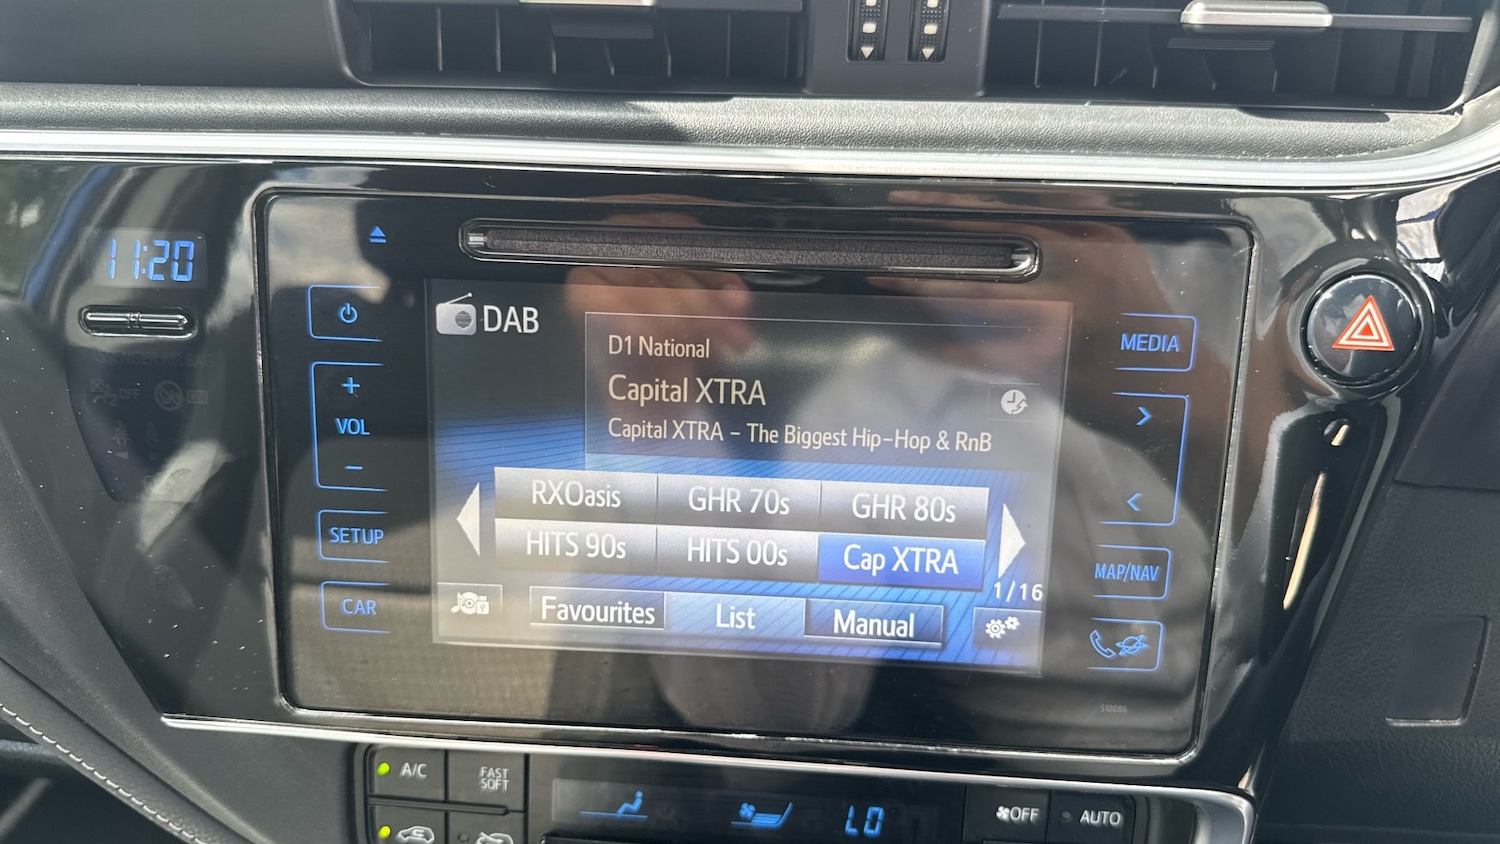 11:20
DAB
D1 National
Capital XTRA
Capital XTRA - The Biggest Hip-Hop & RnB
RXOasis GHR 70s GHR 80s
HITS 90s HITS 00s Cap XTRA
1/16
Favourites List Manual
+
VOL
-
SETUP
CAR
MEDIA
>
<
MAP/NAV
510086
A/C
FAST
SOFT
LO
OFF
AUTO